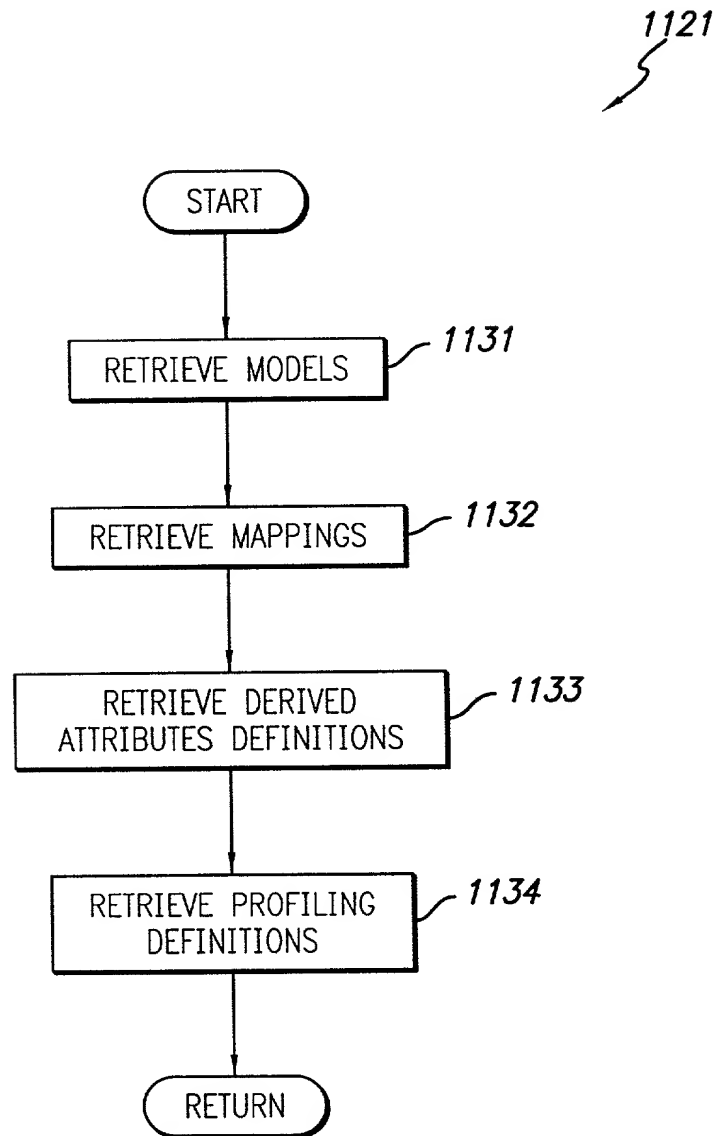 1121
START
RETRIEVE MODELS
1131
RETRIEVE MAPPINGS
1132
RETRIEVE DERIVED
ATTRIBUTES DEFINITIONS
1133
RETRIEVE PROFILING
DEFINITIONS
1134
RETURN